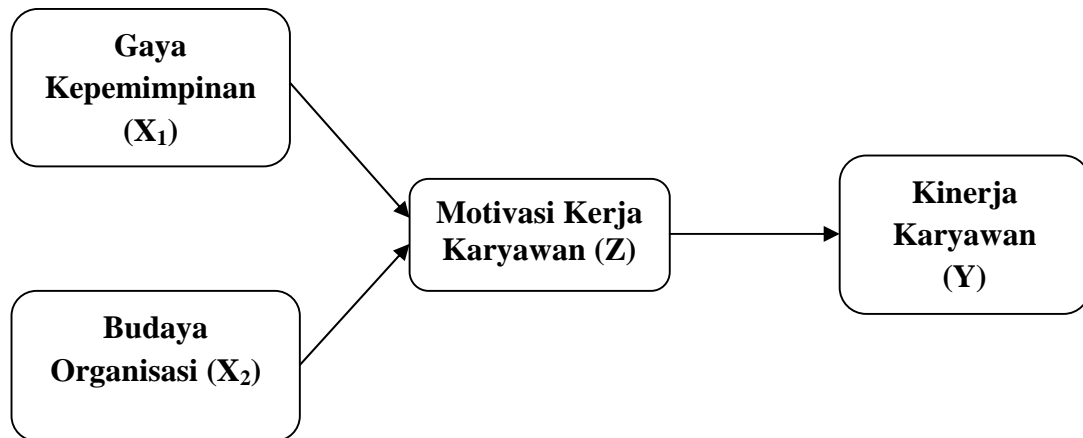 Gaya
Kepemimpinan
(X₁)
Motivasi Kerja
Karyawan (Z)
Kinerja
Karyawan
(Y)
Budaya
Organisasi (X₂)